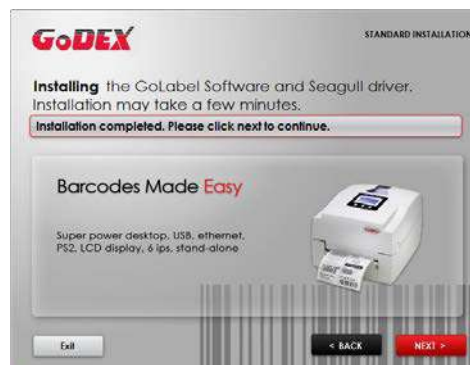 GoDEX
STANDARD INSTALLATION
Installing the GoLabel Software and Seagull driver.
Installation may take a few minutes.
Installation completed. Please click next to continue.
Barcodes Made Easy
Super power desktop, USB, ethernet,
PS2, LCD display, 6 ips, stand-alone
Exit
< BACK
NEXT >